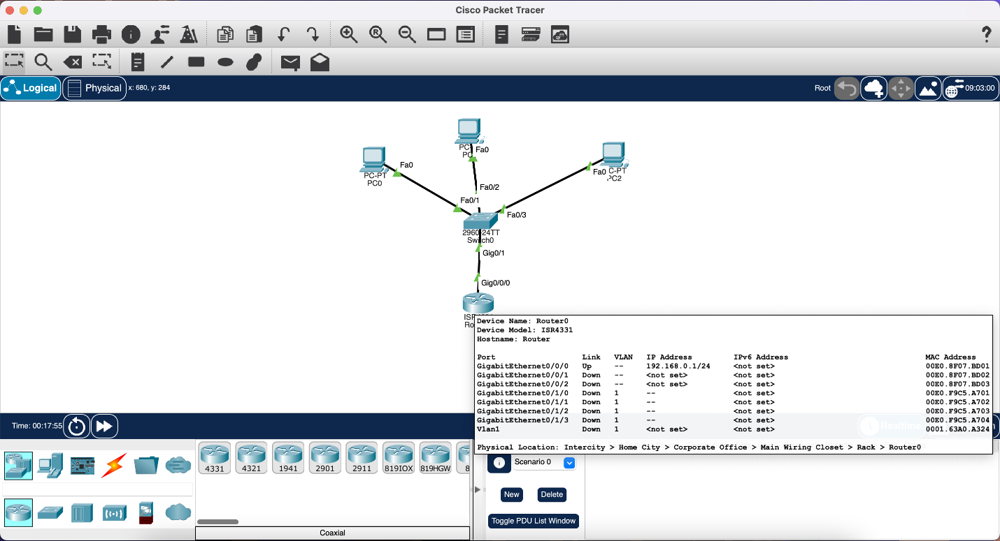 Cisco Packet Tracer
Logical
Physical
x: 680, y: 284
Root
09:03:00
PC-PT
PC0
Fa0
PC
PC
Fa0
C-PT
PC2
Fa0
Fa0/2
Fa0/1
Fa0/3
2960-24TT
Switch0
Gig0/1
Gig0/0/0
ISR4331
Ro
Device Name: Router0
Device Model: ISR4331
Hostname: Router
Port Link VLAN IP Address IPv6 Address MAC Address
GigabitEthernet0/0/0 Up -- 192.168.0.1/24 <not set> 00E0.8F07.BD01
GigabitEthernet0/0/1 Down -- <not set> <not set> 00E0.8F07.BD02
GigabitEthernet0/0/2 Down -- <not set> <not set> 00E0.8F07.BD03
GigabitEthernet0/1/0 Down 1 -- <not set> 00E0.F9C5.A701
GigabitEthernet0/1/1 Down 1 -- <not set> 00E0.F9C5.A702
GigabitEthernet0/1/2 Down 1 -- <not set> 00E0.F9C5.A703
GigabitEthernet0/1/3 Down 1 -- <not set> 00E0.F9C5.A704
Vlan1 Down 1 <not set> <not set> 0001.63A0.A324
Physical Location: Intercity > Home City > Corporate Office > Main Wiring Closet > Rack > Router0
Time: 00:17:55
Realtime
4331
4321
1941
2901
2911
819IOX
819HGW
8
Coaxial
Scenario 0
New
Delete
Toggle PDU List Window